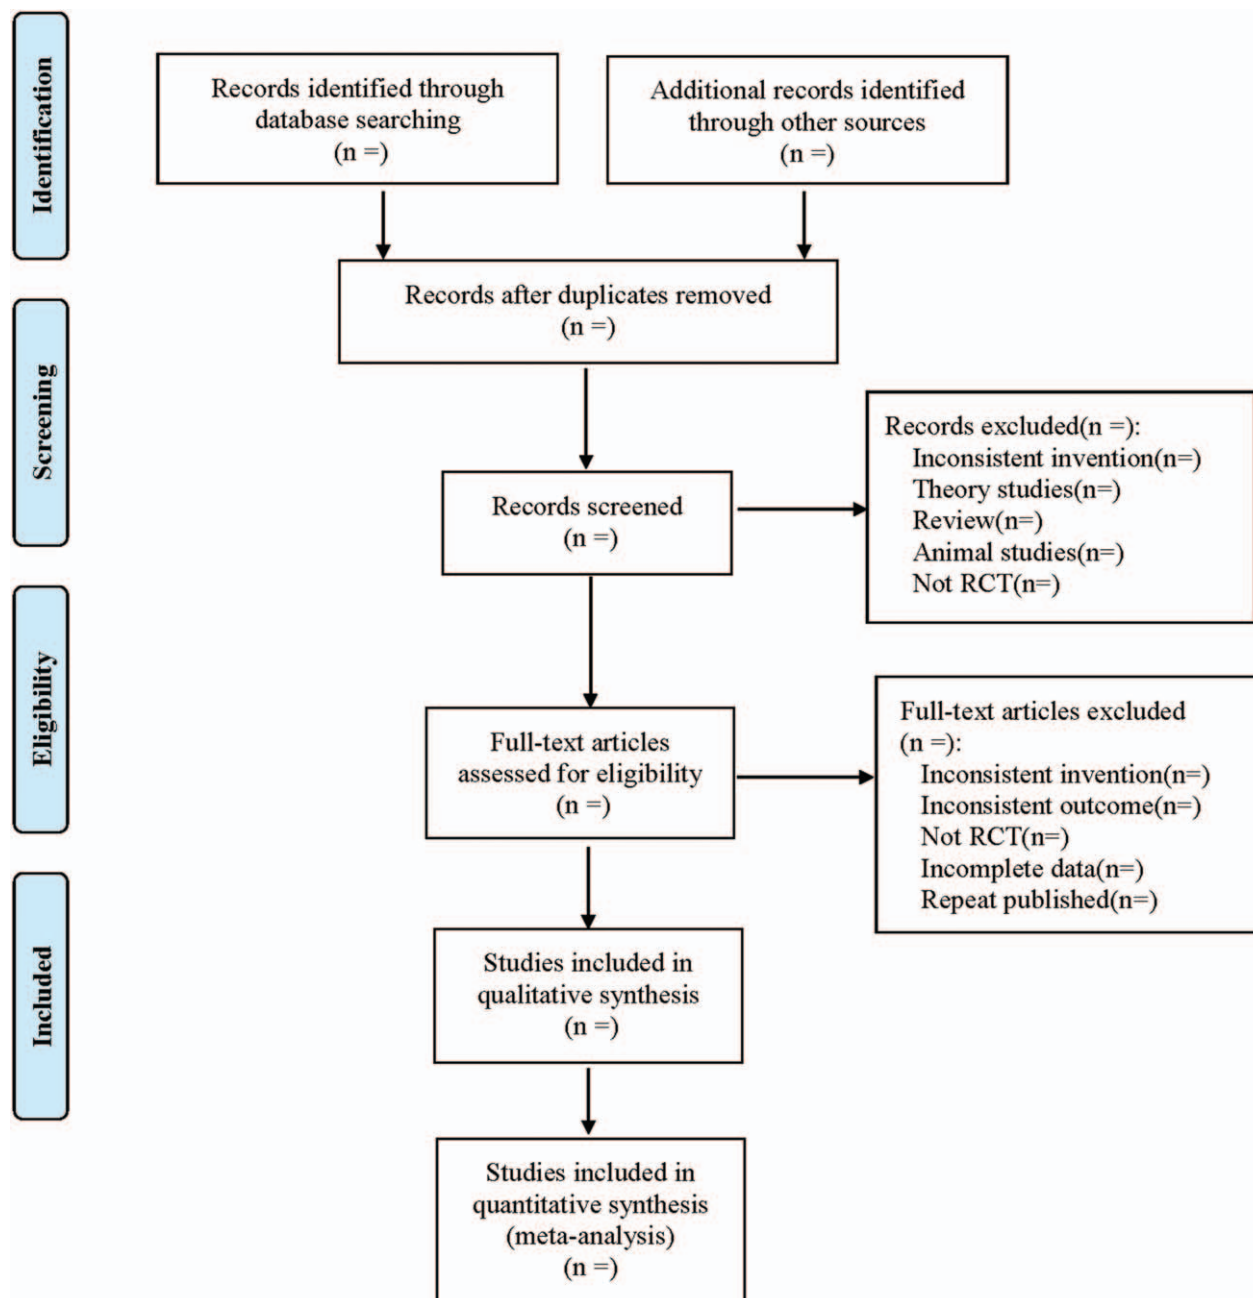 Identification
Records identified through
database searching
(n =)
Additional records identified
through other sources
(n =)
Records after duplicates removed
(n =)
Screening
Records screened
(n =)
Records excluded(n =):
Inconsistent invention(n=)
Theory studies(n=)
Review(n=)
Animal studies(n=)
Not RCT(n=)
Eligibility
Full-text articles
assessed for eligibility
(n =)
Full-text articles excluded
(n =):
Inconsistent invention(n=)
Inconsistent outcome(n=)
Not RCT(n=)
Incomplete data(n=)
Repeat published(n=)
Included
Studies included in
qualitative synthesis
(n =)
Studies included in
quantitative synthesis
(meta-analysis)
(n =)